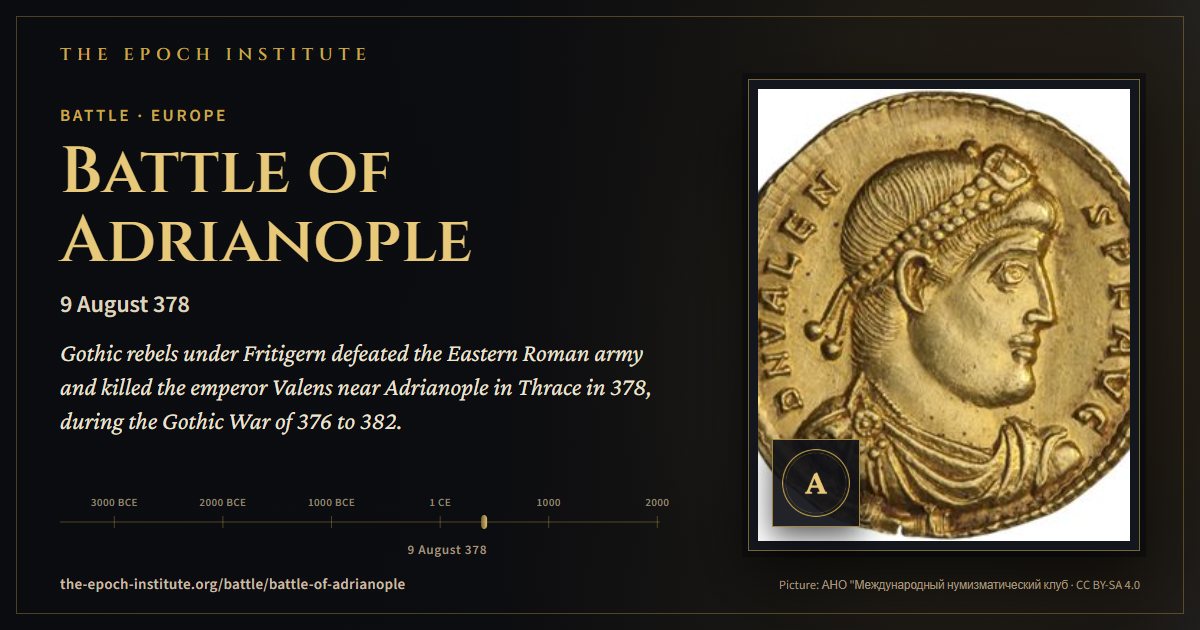 THE EPOCH INSTITUTE
BATTLE · EUROPE
BATTLE OF
ADRIANOPLE
9 August 378
Gothic rebels under Fritigern defeated the Eastern Roman army
and killed the emperor Valens near Adrianople in Thrace in 378,
during the Gothic War of 376 to 382.
3000 BCE 2000 BCE 1000 BCE 1 CE 1000 2000
9 August 378
the-epoch-institute.org/battle/battle-of-adrianople
DNVALEN SPFAVG
A
Picture: АНО "Международный нумизматический клуб · CC BY-SA 4.0